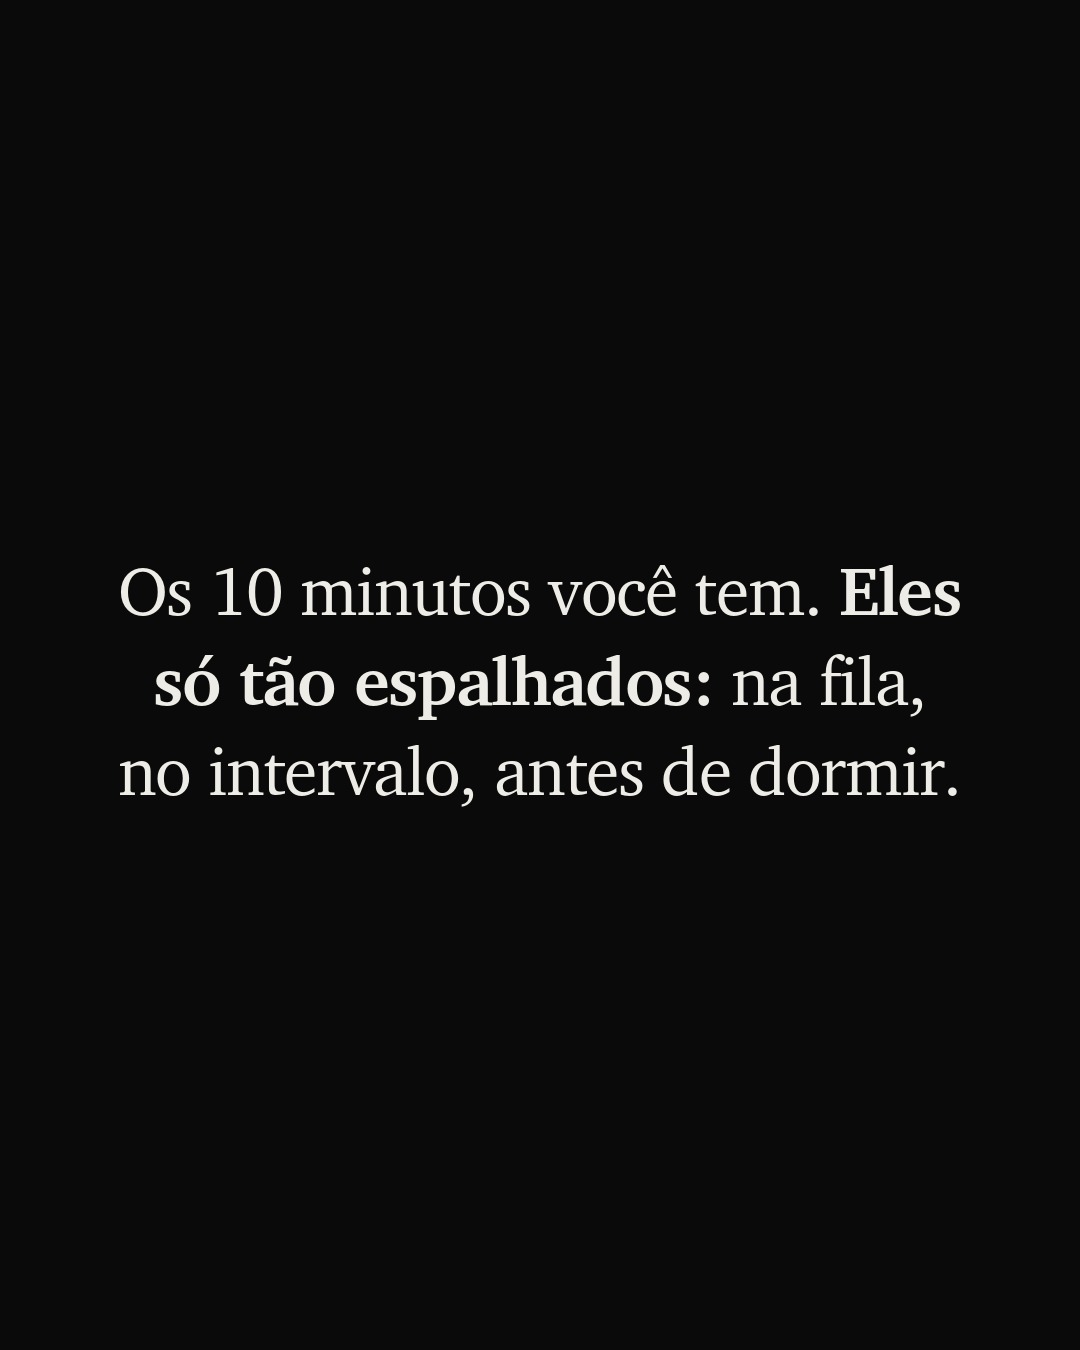 Os 10 minutos você tem. Eles
só tão espalhados: na fila,
no intervalo, antes de dormir.